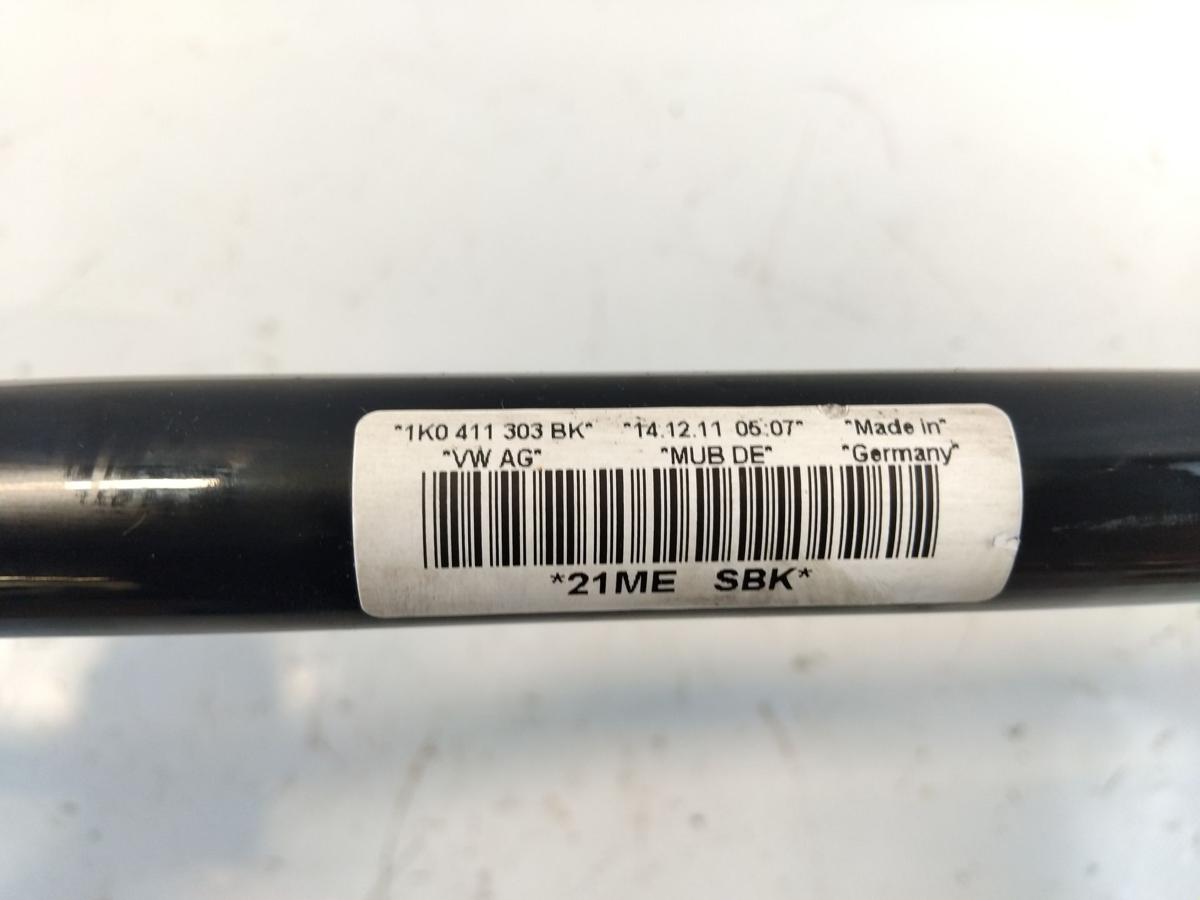 "1K0 411 303 BK" "14.12.11 05:07" "Made in"
"VW AG" "MUB DE" "Germany"
*21ME SBK*